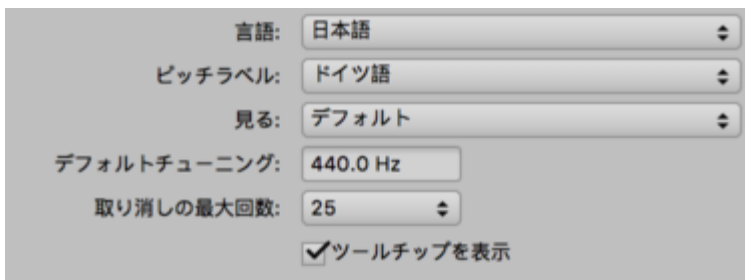 言語: 日本語
ピッチラベル: ドイツ語
見る: デフォルト
デフォルトチューニング: 440.0 Hz
取り消しの最大回数: 25
ツールチップを表示